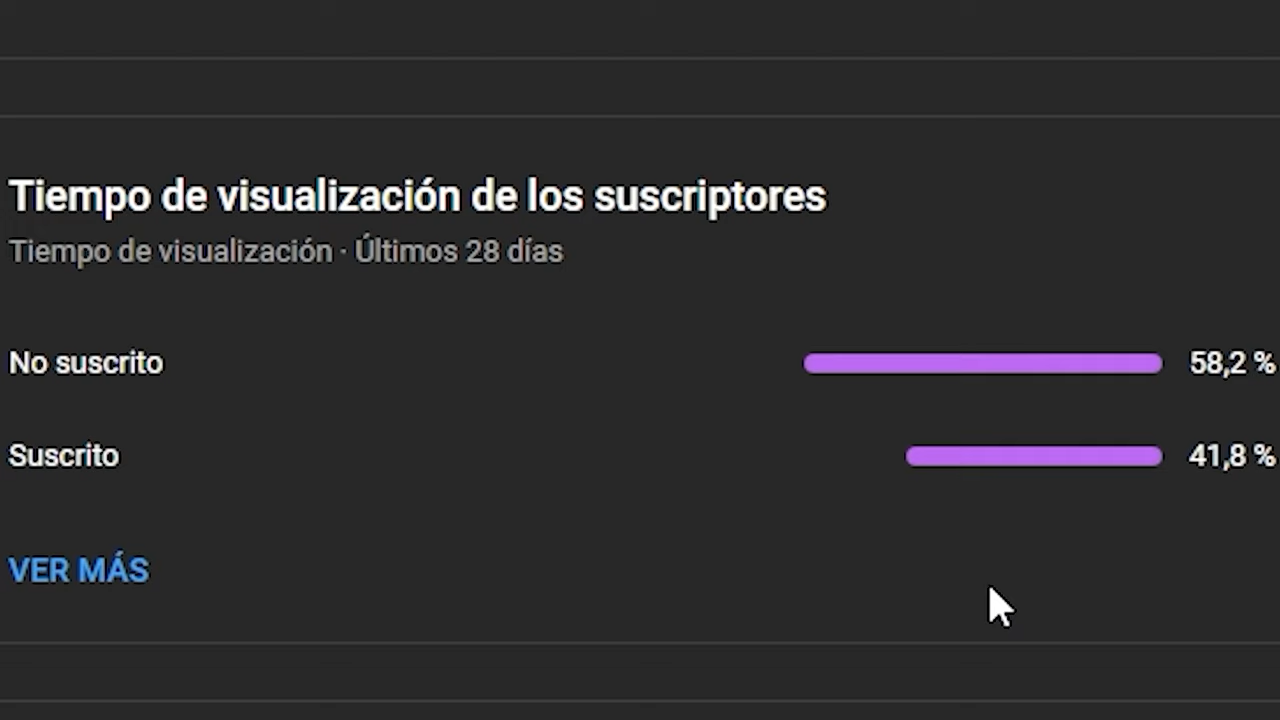 Tiempo de visualización de los suscriptores
Tiempo de visualización · Últimos 28 días
No suscrito 58,2 %
Suscrito 41,8 %
VER MÁS